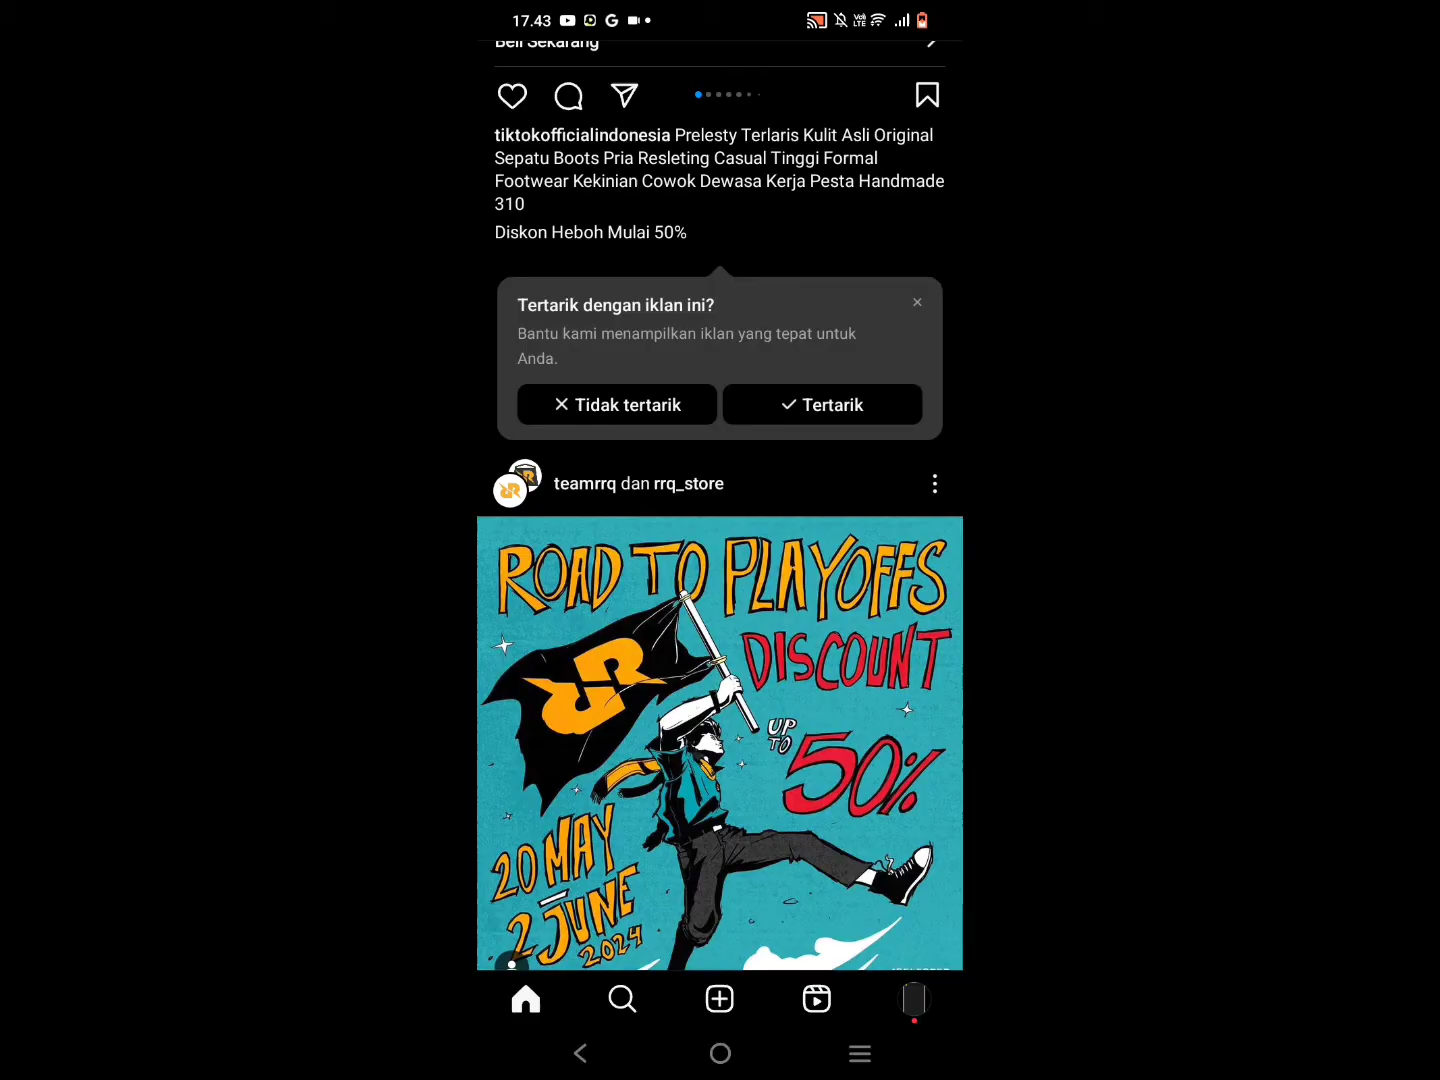 17.43
VoLTE
Beli Sekarang
tiktokofficialindonesia Prelesty Terlaris Kulit Asli Original
Sepatu Boots Pria Resleting Casual Tinggi Formal
Footwear Kekinian Cowok Dewasa Kerja Pesta Handmade
310
Diskon Heboh Mulai 50%
Tertarik dengan iklan ini?
Bantu kami menampilkan iklan yang tepat untuk
Anda.
Tidak tertarik
Tertarik
teamrrq dan rrq_store
ROAD TO PLAYOFFS
DISCOUNT
UP
TO
50%
20 MAY
2 JUNE
2024